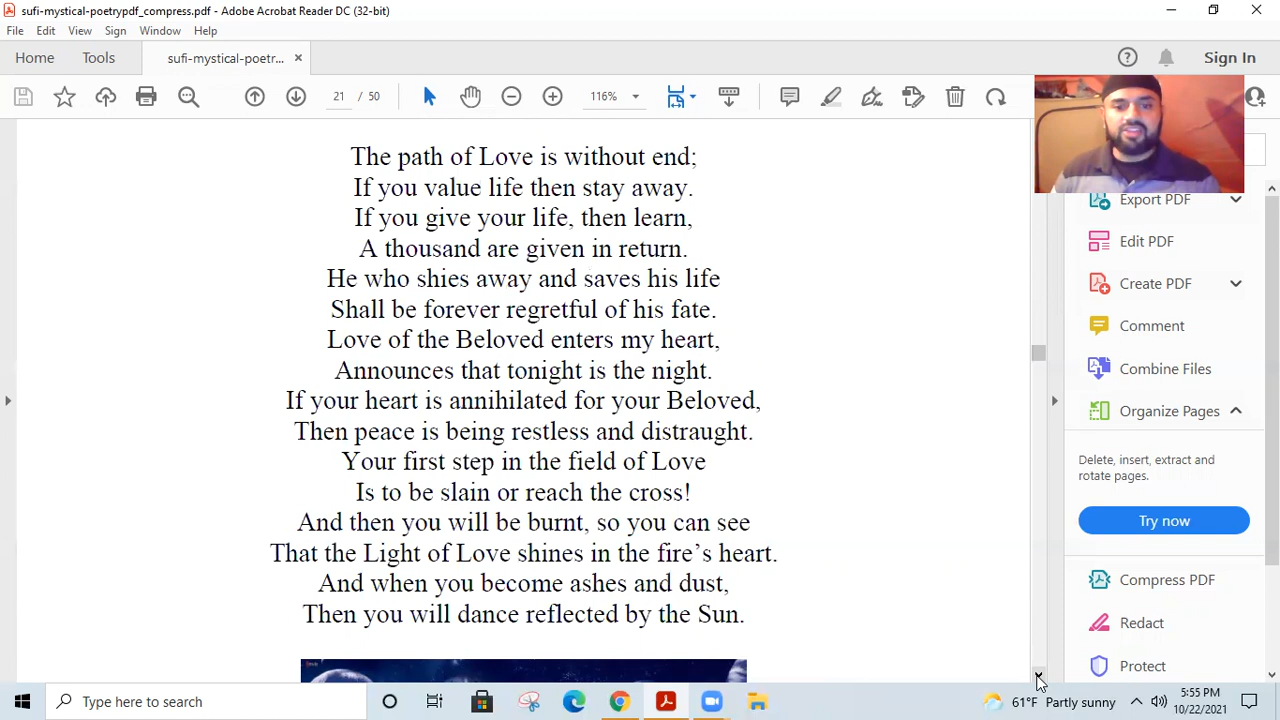 sufi-mystical-poetrypdf_compress.pdf - Adobe Acrobat Reader DC (32-bit)
File Edit View Sign Window Help
Home Tools sufi-mystical-poetr... Sign In
21 / 50 116%
The path of Love is without end;
If you value life then stay away.
If you give your life, then learn,
A thousand are given in return.
He who shies away and saves his life
Shall be forever regretful of his fate.
Love of the Beloved enters my heart,
Announces that tonight is the night.
If your heart is annihilated for your Beloved,
Then peace is being restless and distraught.
Your first step in the field of Love
Is to be slain or reach the cross!
And then you will be burnt, so you can see
That the Light of Love shines in the fire’s heart.
And when you become ashes and dust,
Then you will dance reflected by the Sun.
Export PDF
Edit PDF
Create PDF
Comment
Combine Files
Organize Pages
Delete, insert, extract and
rotate pages.
Try now
Compress PDF
Redact
Protect
Type here to search
61°F Partly sunny
5:55 PM
10/22/2021